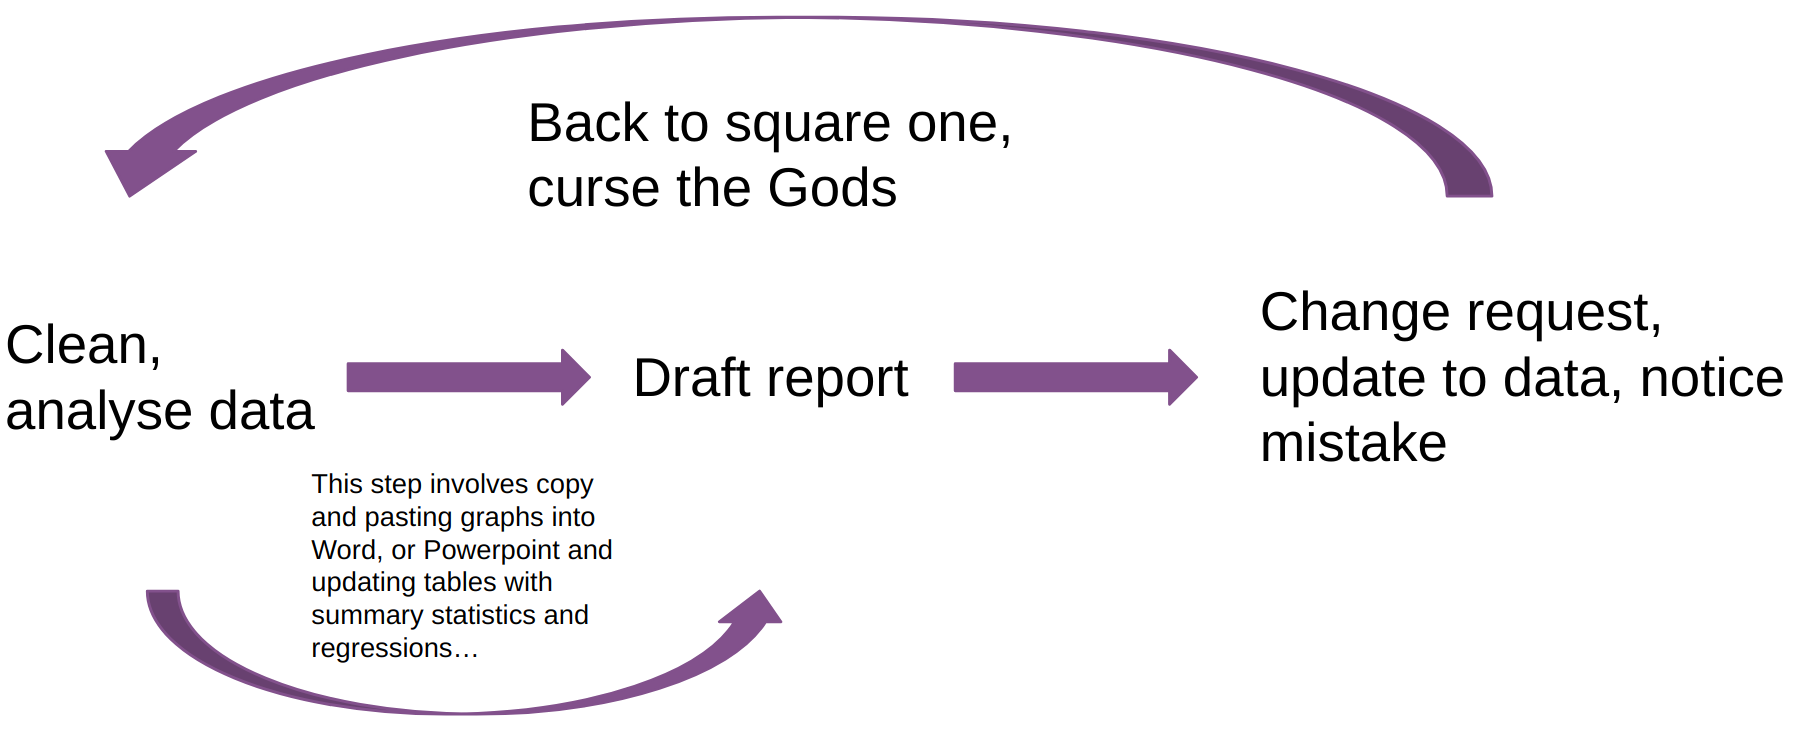 Back to square one,
curse the Gods
Clean,
analyse data
Draft report
Change request,
update to data, notice
mistake
This step involves copy
and pasting graphs into
Word, or Powerpoint and
updating tables with
summary statistics and
regressions…